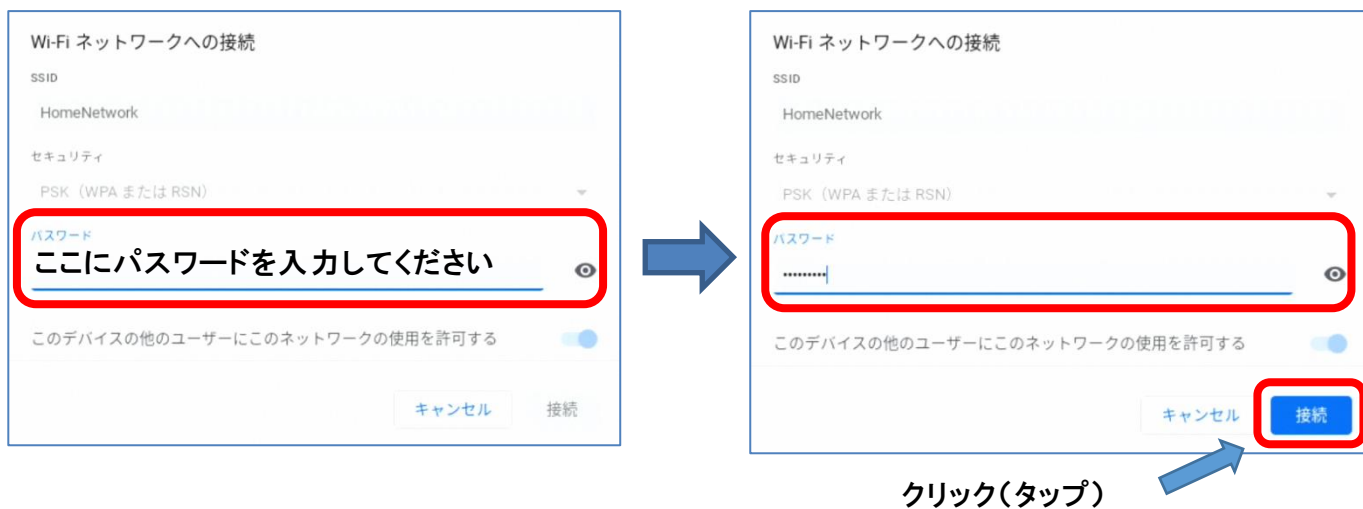 Wi-Fi ネットワークへの接続
SSID
HomeNetwork
セキュリティ
PSK（WPA または RSN）
パスワード
ここにパスワードを入力してください
このデバイスの他のユーザーにこのネットワークの使用を許可する
キャンセル 接続
Wi-Fi ネットワークへの接続
SSID
HomeNetwork
セキュリティ
PSK（WPA または RSN）
パスワード
•••••••••
このデバイスの他のユーザーにこのネットワークの使用を許可する
キャンセル 接続
クリック（タップ）